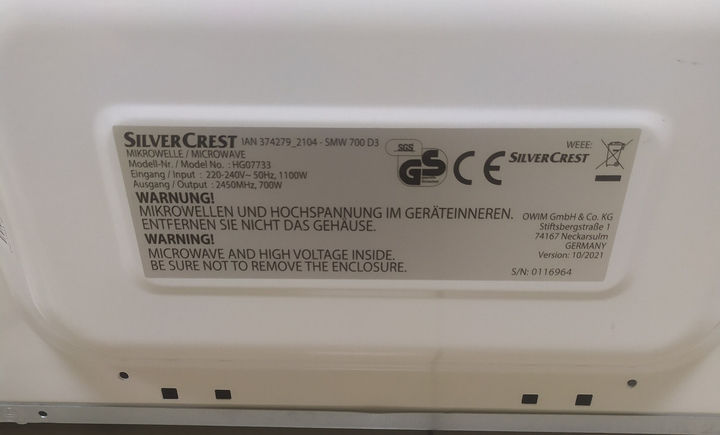 SILVERCREST IAN 374279_2104 - SMW 700 D3
MIKROWELLE / MICROWAVE
Modell-Nr. / Model No. : HG07733
Eingang / Input : 220-240V~ 50Hz, 1100W
Ausgang / Output : 2450MHz, 700W
WARNUNG!
MIKROWELLEN UND HOCHSPANNUNG IM GERÄTEINNEREN.
ENTFERNEN SIE NICHT DAS GEHÄUSE.
WARNING!
MICROWAVE AND HIGH VOLTAGE INSIDE.
BE SURE NOT TO REMOVE THE ENCLOSURE.
SGS
GS
CE
WEEE:
SILVERCREST
OWIM GmbH & Co. KG
Stiftsbergstraße 1
74167 Neckarsulm
GERMANY
Version: 10/2021
S/N: 0116964